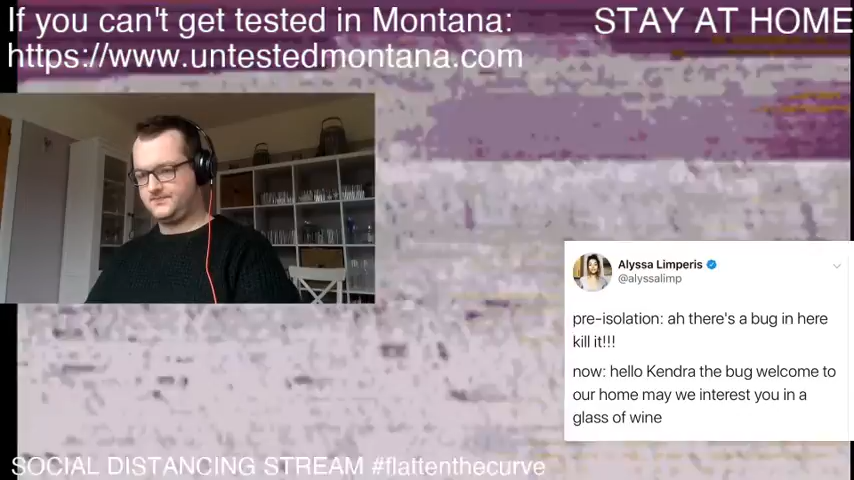 If you can't get tested in Montana:
STAY AT HOME
https://www.untestedmontana.com
Alyssa Limperis
@alyssalimp
pre-isolation: ah there's a bug in here
kill it!!!
now: hello Kendra the bug welcome to
our home may we interest you in a
glass of wine
SOCIAL DISTANCING STREAM #flattenthecurve